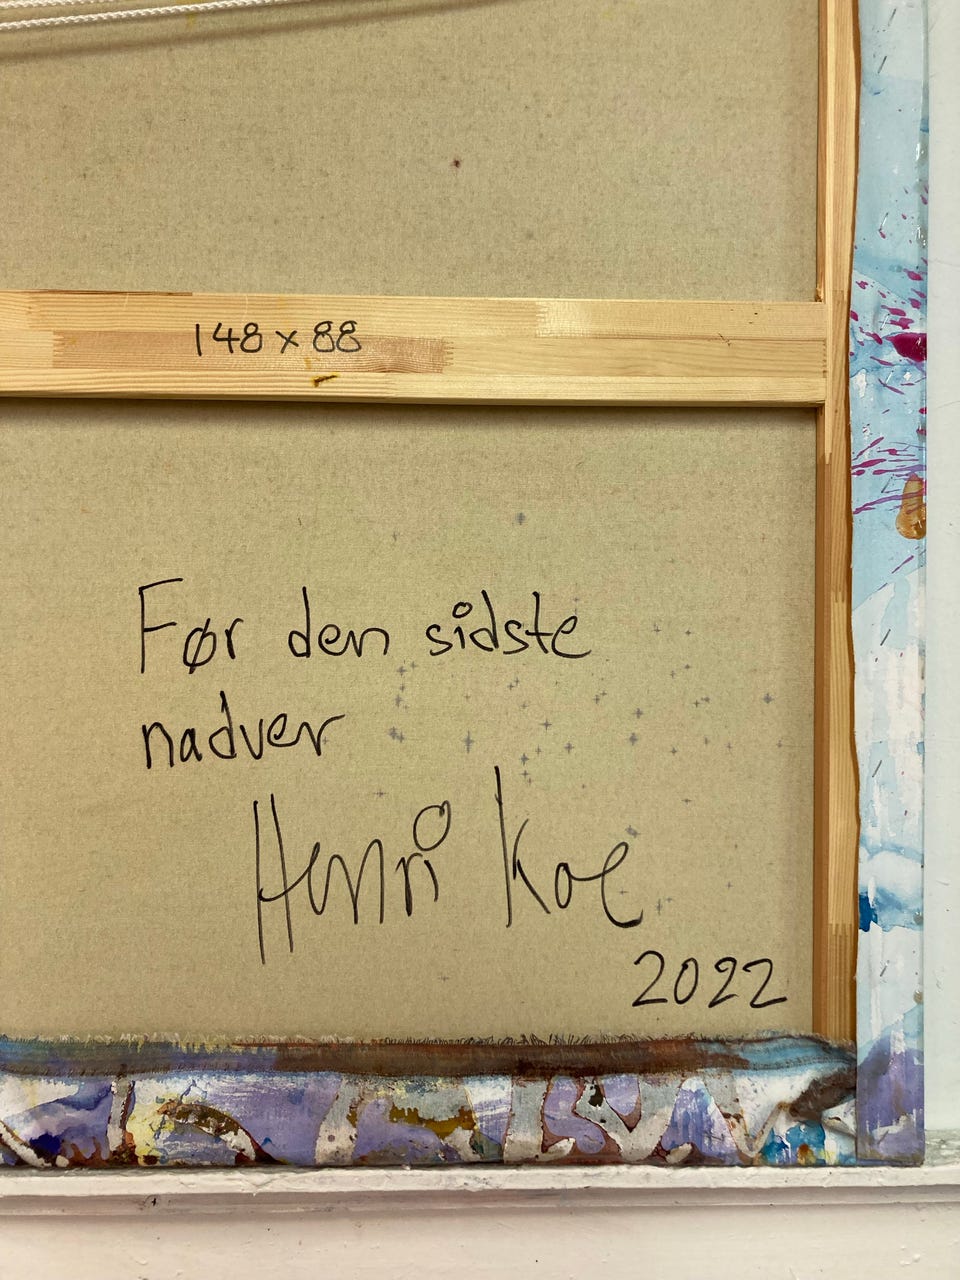 148 x 88
Før den sidste
nadver
Henri Koe
2022